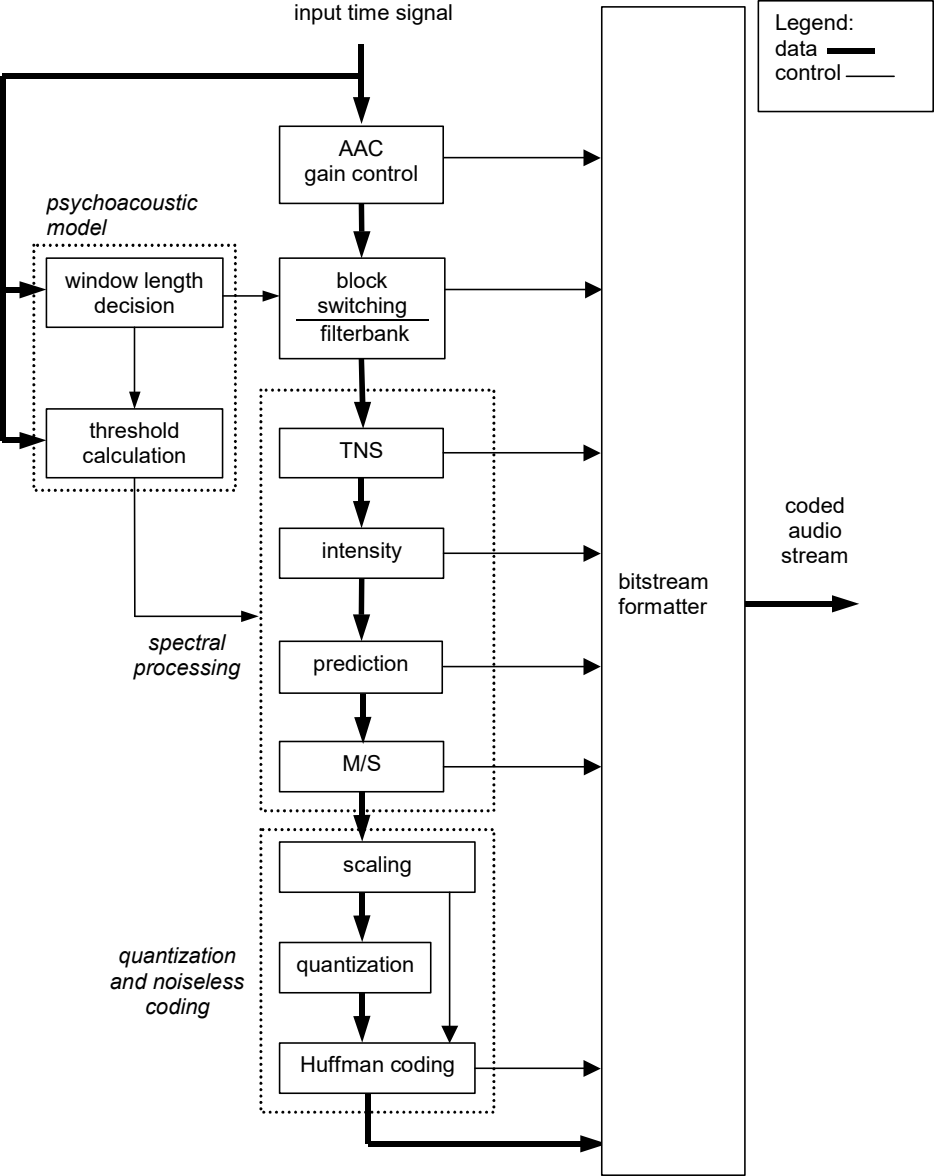 input time signal
Legend:
data
control
AAC
gain control
psychoacoustic
model
window length
decision
block
switching
filterbank
threshold
calculation
TNS
intensity
spectral
processing
prediction
M/S
bitstream
formatter
coded
audio
stream
scaling
quantization
and noiseless
coding
quantization
Huffman coding